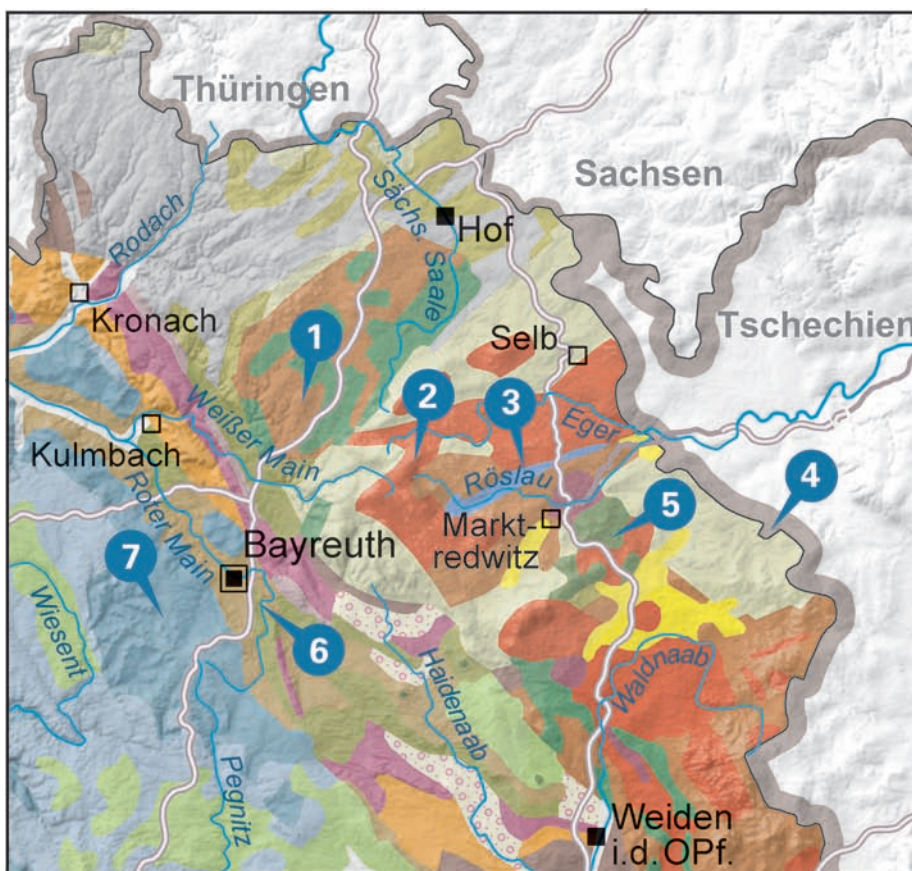 Thüringen
Sachsen
Sächs. Saale
Hof
Rodach
Kronach
Tschechien
Selb
1
2
3
Eger
Kulmbach
Weißer Main
Röslau
4
5
Markt-
redwitz
Roter Main
7
Bayreuth
Wiesent
6
Haidenaab
Waldnaab
Pegnitz
Weiden
i.d.OPf.